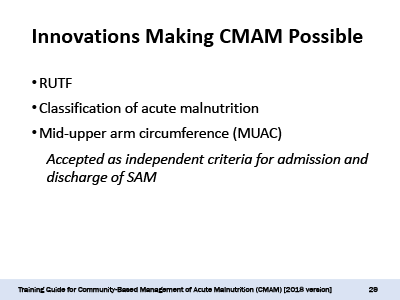 Innovations Making CMAM Possible
• RUTF
• Classification of acute malnutrition
• Mid-upper arm circumference (MUAC)
Accepted as independent criteria for admission and
discharge of SAM
Training Guide for Community-Based Management of Acute Malnutrition (CMAM) [2018 version] 29